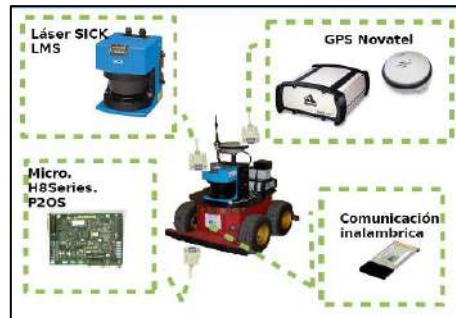 Láser SICK
LMS
GPS Novatel
Micro.
H8Series.
P2OS
Comunicación
inalambrica